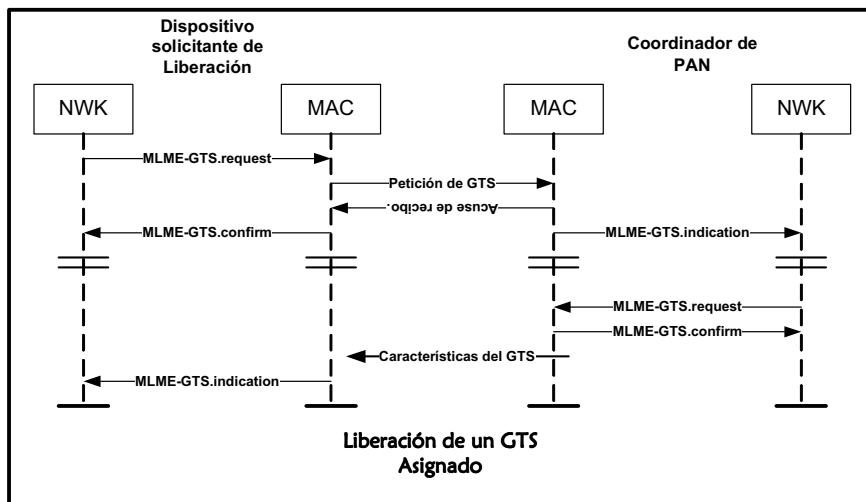 Dispositivo
solicitante de
Liberación
Coordinador de
PAN
NWK
MAC
MAC
NWK
MLME-GTS.request
Petición de GTS
Acuse de recibo.
MLME-GTS.confirm
MLME-GTS.indication
MLME-GTS.request
MLME-GTS.confirm
Características del GTS
MLME-GTS.indication
Liberación de un GTS
Asignado